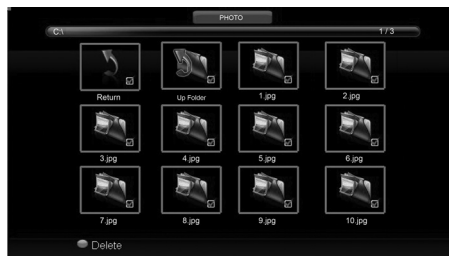 PHOTO
C:\ 1 / 3
Return Up Folder 1.jpg 2.jpg
3.jpg 4.jpg 5.jpg 6.jpg
7.jpg 8.jpg 9.jpg 10.jpg
Delete